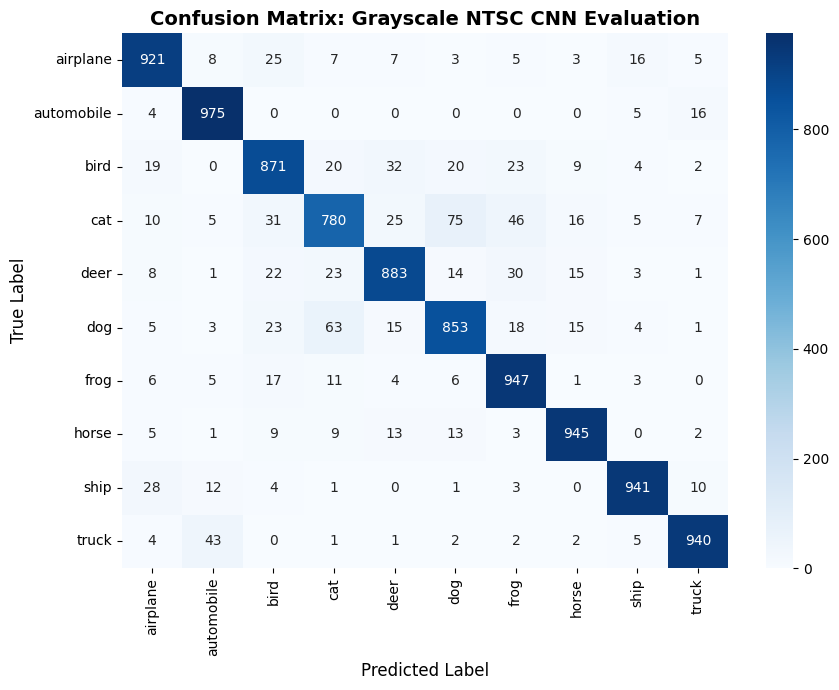 Confusion Matrix: Grayscale NTSC CNN Evaluation
True Label
airplane 921 8 25 7 7 3 5 3 16 5
automobile 4 975 0 0 0 0 0 0 5 16
bird 19 0 871 20 32 20 23 9 4 2
cat 10 5 31 780 25 75 46 16 5 7
deer 8 1 22 23 883 14 30 15 3 1
dog 5 3 23 63 15 853 18 15 4 1
frog 6 5 17 11 4 6 947 1 3 0
horse 5 1 9 9 13 13 3 945 0 2
ship 28 12 4 1 0 1 3 0 941 10
truck 4 43 0 1 1 2 2 2 5 940
airplane automobile bird cat deer dog frog horse ship truck
Predicted Label
800
600
400
200
0